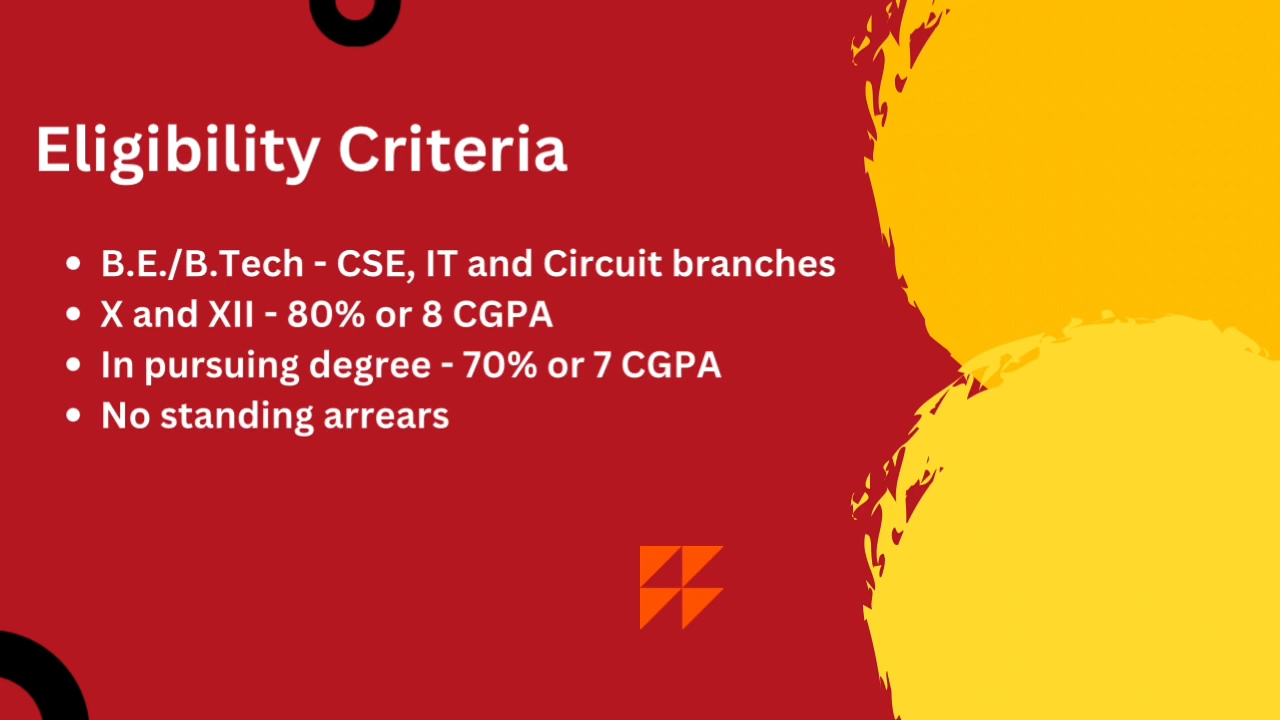 Eligibility Criteria
• B.E./B.Tech - CSE, IT and Circuit branches
• X and XII - 80% or 8 CGPA
• In pursuing degree - 70% or 7 CGPA
• No standing arrears